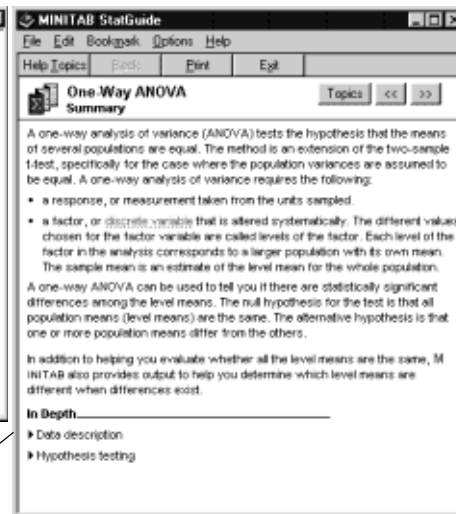 MINITAB StatGuide
File Edit Bookmark Options Help
Help Topics Back Print Exit
One-Way ANOVA
Summary
Topics << >>
A one-way analysis of variance (ANOVA) tests the hypothesis that the means
of several populations are equal. The method is an extension of the two-sample
t-test, specifically for the case where the population variances are assumed to
be equal. A one-way analysis of variance requires the following:
• a response, or measurement taken from the units sampled.
• a factor, or discrete variable that is altered systematically. The different values
chosen for the factor variable are called levels of the factor. Each level of the
factor in the analysis corresponds to a larger population with its own mean.
The sample mean is an estimate of the level mean for the whole population.
A one-way ANOVA can be used to tell you if there are statistically significant
differences among the level means. The null hypothesis for the test is that all
population means (level means) are the same. The alternative hypothesis is that
one or more population means differ from the others.
In addition to helping you evaluate whether all the level means are the same, M
INITAB also provides output to help you determine which level means are
different when differences exist.
In Depth
Data description
Hypothesis testing